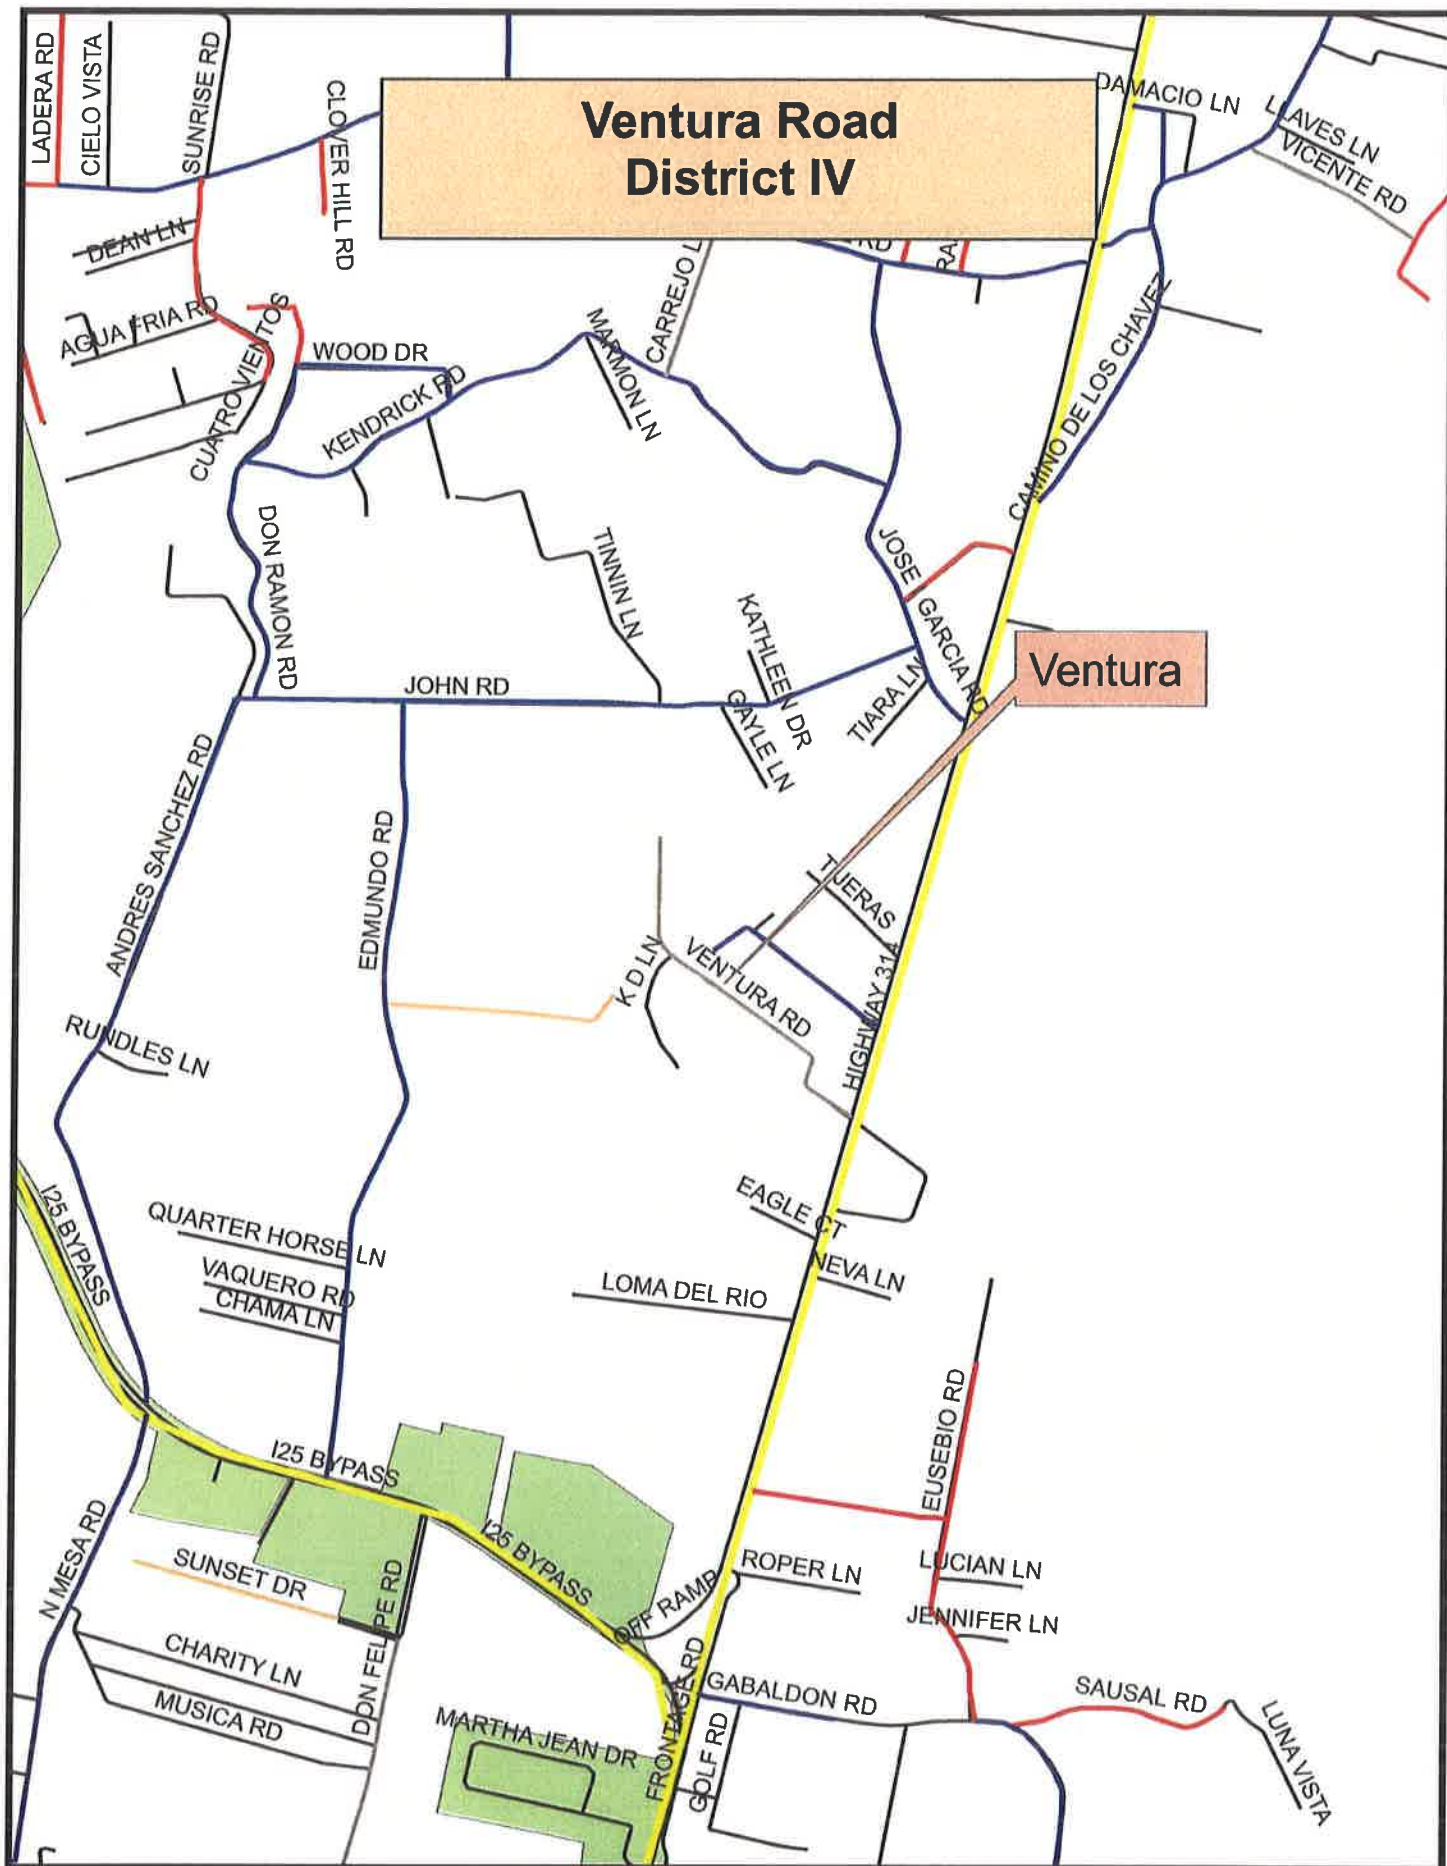 LADERA RD
CIELO VISTA
SUNRISE RD
CLOVER HILL RD
Ventura Road
District IV
DAMACIO LN
LLAVES LN
VICENTE RD
DEAN LN
RD
CARREJO L
AGUA FRIA RD
CUATRO VIENTOS
WOOD DR
KENDRICK RD
MARMON LN
CAMINO DE LOS CHAVEZ
DON RAMON RD
TINNIN LN
JOSE GARCIA RD
KATHLEEN DR
Ventura
JOHN RD
GAYLE LN
TIARA LN
ANDRES SANCHEZ RD
EDMUNDO RD
TIJERAS
K D LN
VENTURA RD
HIGHWAY 314
RUNDLES LN
I25 BYPASS
QUARTER HORSE LN
EAGLE CT
VAQUERO RD
NEVA LN
CHAMA LN
LOMA DEL RIO
EUSEBIO RD
I25 BYPASS
I25 BYPASS
N MESA RD
SUNSET DR
DON FELIPE RD
OFF RAMP
ROPER LN
LUCIAN LN
JENNIFER LN
CHARITY LN
MUSICA RD
FRONTAGE RD
GABALDON RD
SAUSAL RD
MARTHA JEAN DR
GOLF RD
LUNA VISTA